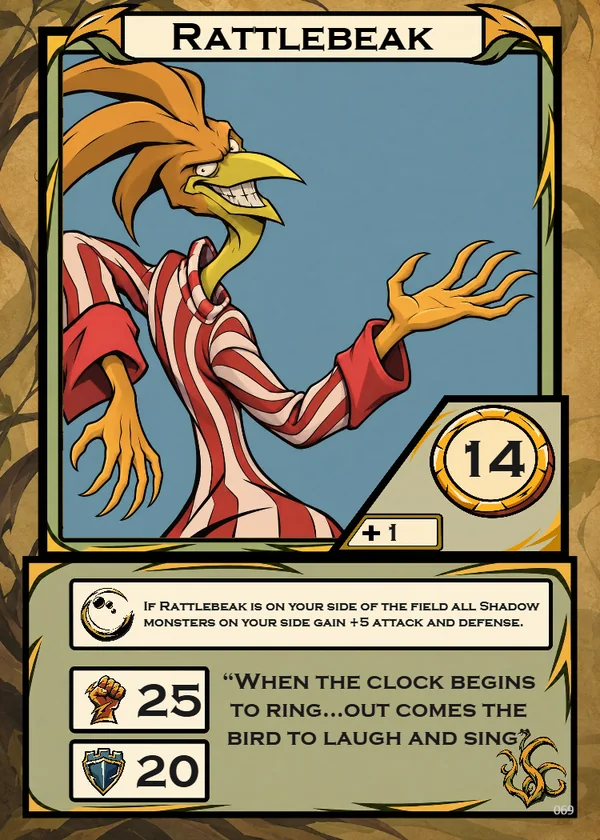 Rattlebeak
14
+ 1
If Rattlebeak is on your side of the field all Shadow
monsters on your side gain +5 attack and defense.
25
20
“When the clock begins
to ring...out comes the
bird to laugh and sing”
069